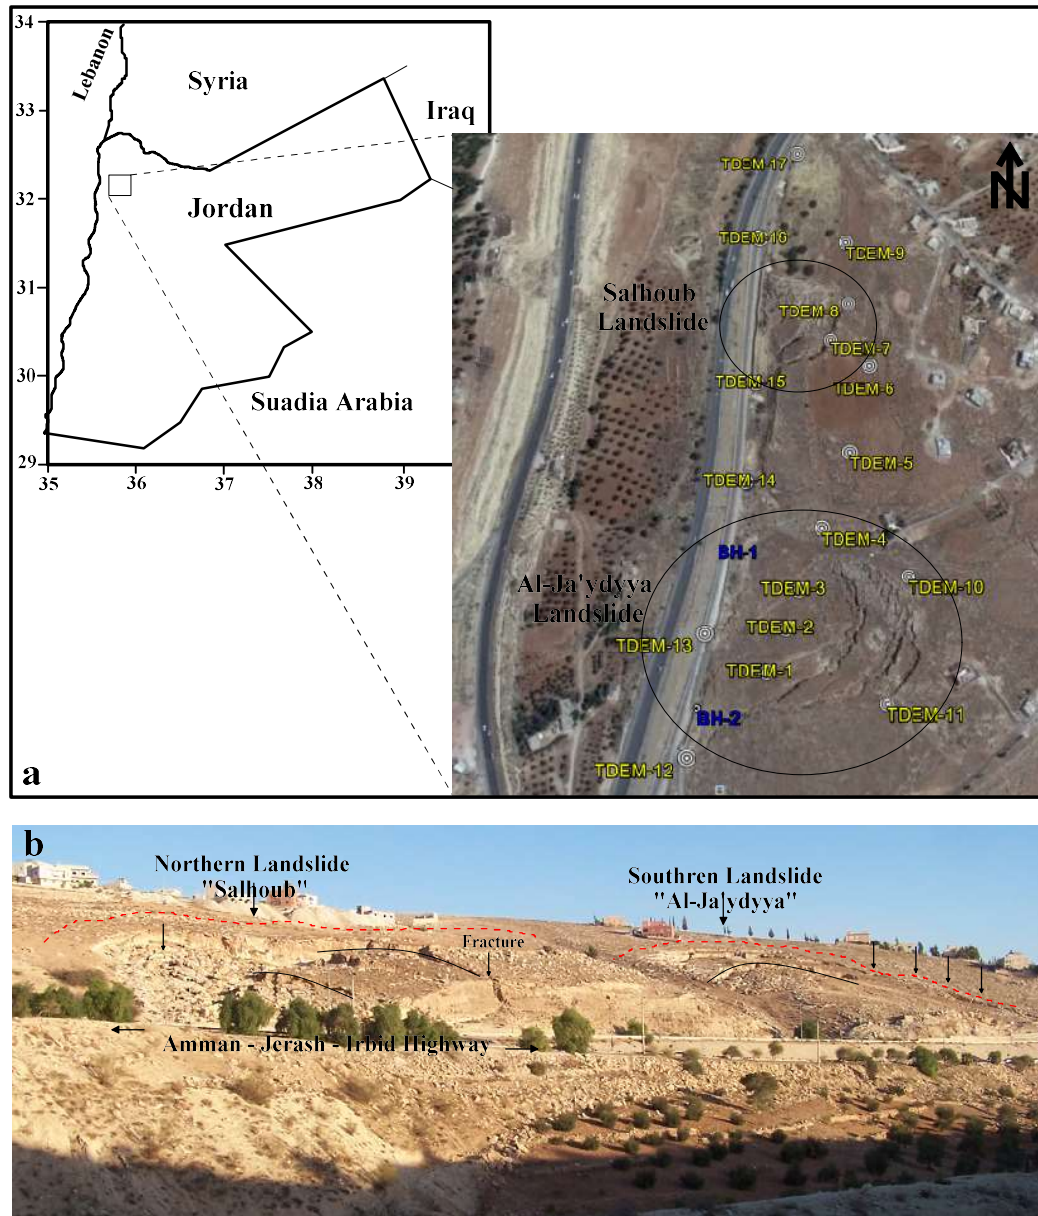 34
33
32
31
30
29
35
36
37
38
39
Lebanon
Syria
Iraq
Jordan
Suadia Arabia
a
N
TDEM-17
TDEM-16
TDEM-9
Salhoub
Landslide
TDEM-8
TDEM-7
TDEM-15
TDEM-6
TDEM-5
TDEM-14
TDEM-4
BH-1
Al-Ja'ydyya
Landslide
TDEM-3
TDEM-10
TDEM-2
TDEM-13
TDEM-1
BH-2
TDEM-11
TDEM-12
b
Northern Landslide
"Salhoub"
Southren Landslide
"Al-Ja'ydyya"
Fracture
Amman - Jerash - Irbid Highway